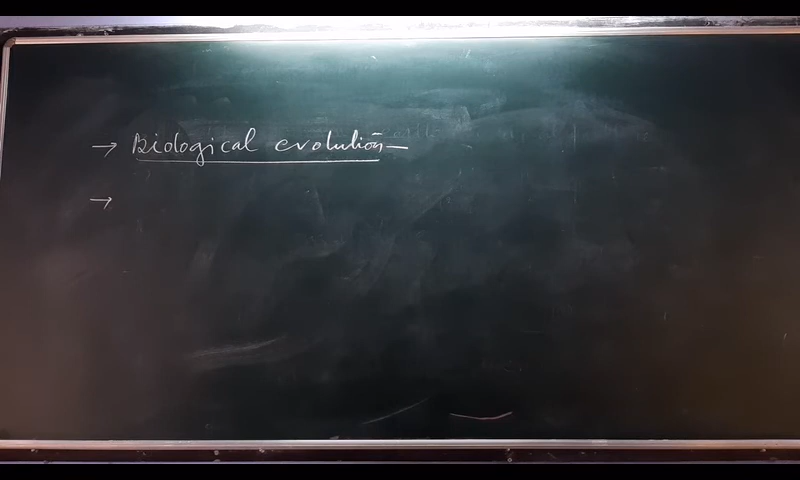 → Biological evolution —
→